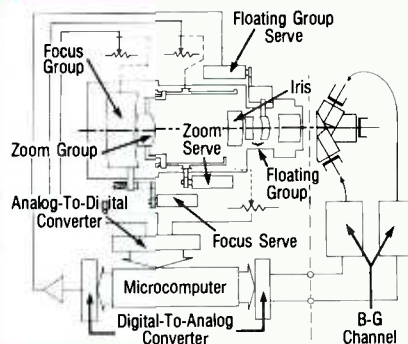 Floating Group
Serve
Focus
Group
Iris
Zoom
Serve
Zoom Group
Floating
Group
Analog-To-Digital
Converter
Focus Serve
Microcomputer
Digital-To-Analog
Converter
B-G
Channel